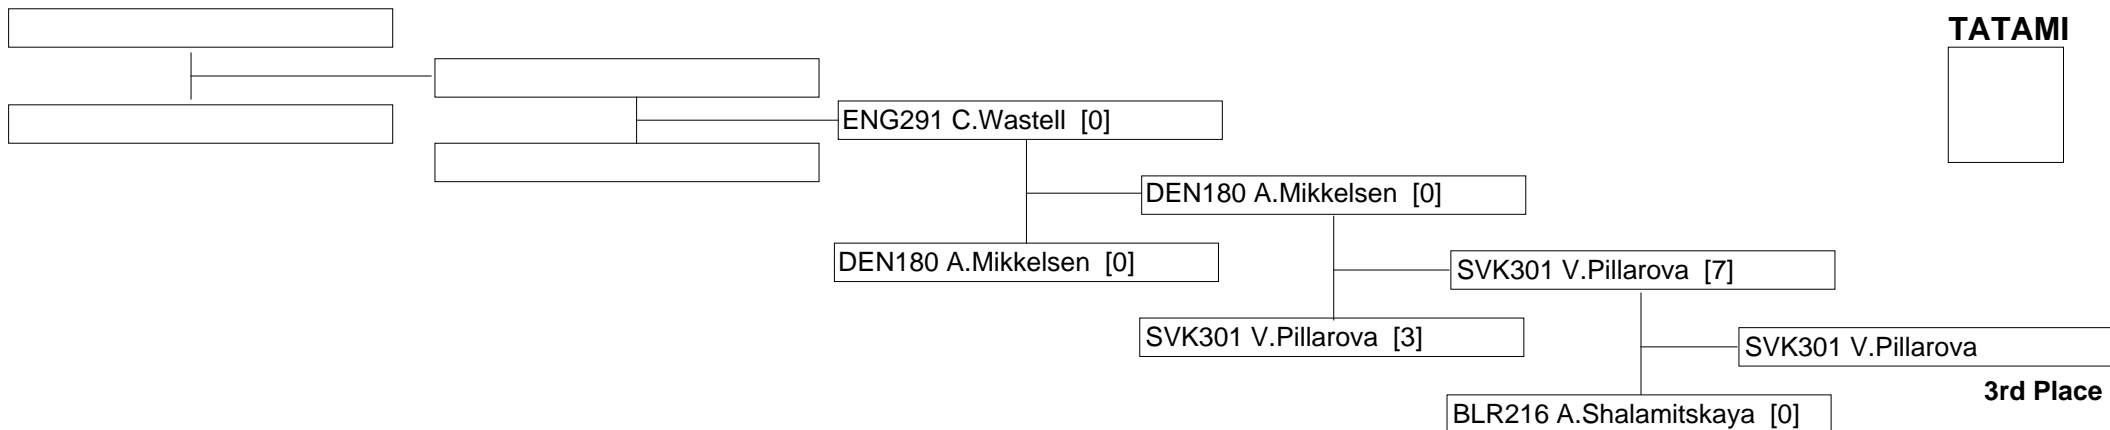 TATAMI
ENG291 C.Wastell [0]
DEN180 A.Mikkelsen [0]
DEN180 A.Mikkelsen [0]
SVK301 V.Pillarova [7]
SVK301 V.Pillarova [3]
SVK301 V.Pillarova
3rd Place
BLR216 A.Shalamitskaya [0]